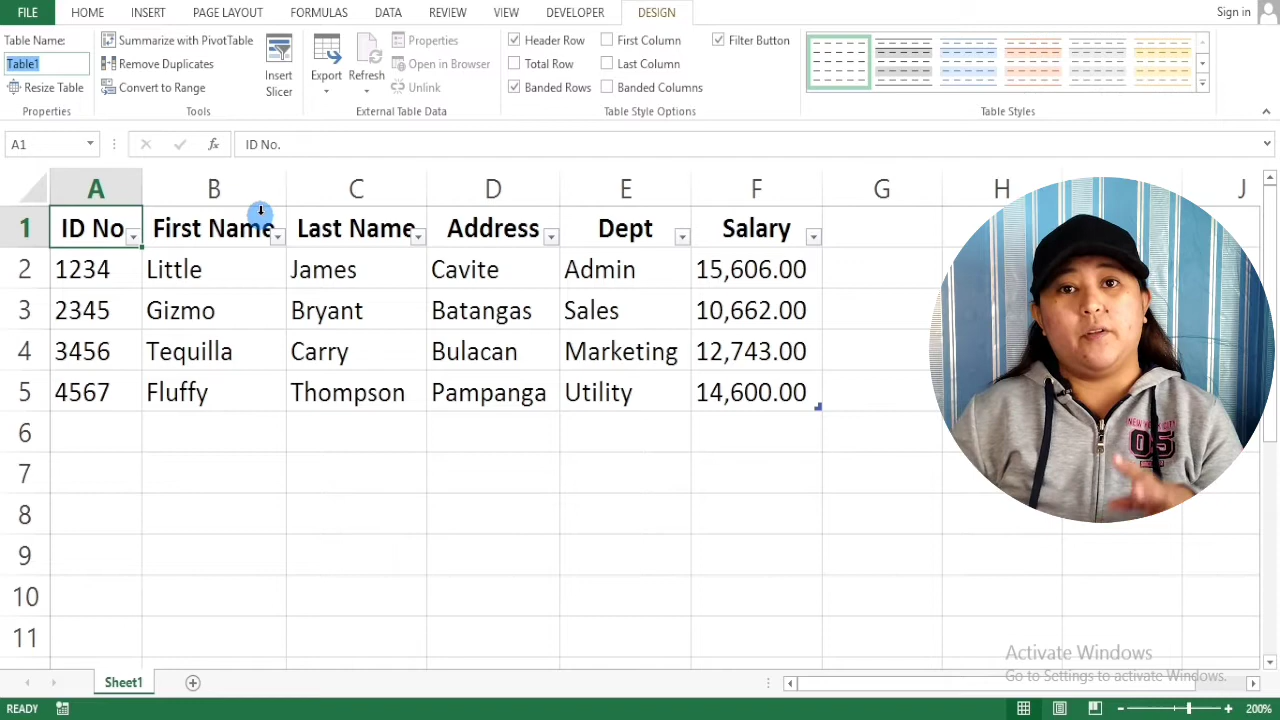 FILE HOME INSERT PAGE LAYOUT FORMULAS DATA REVIEW VIEW DEVELOPER DESIGN Sign in
Table Name: Summarize with PivotTable Properties Header Row First Column Filter Button
Table1 Remove Duplicates Open in Browser Total Row Last Column
Resize Table Convert to Range Insert Slicer Export Refresh Unlink Banded Rows Banded Columns
Properties Tools External Table Data Table Style Options Table Styles
A1 fx ID No.
A B C D E F G H J
1 ID No. First Name Last Name Address Dept Salary
2 1234 Little James Cavite Admin 15,606.00
3 2345 Gizmo Bryant Batangas Sales 10,662.00
4 3456 Tequilla Carry Bulacan Marketing 12,743.00
5 4567 Fluffy Thompson Pampanga Utility 14,600.00
6
7
8
9
10
11
NEW YORK CITY
05
Activate Windows
Go to Settings to activate Windows.
Sheet1
READY 200%